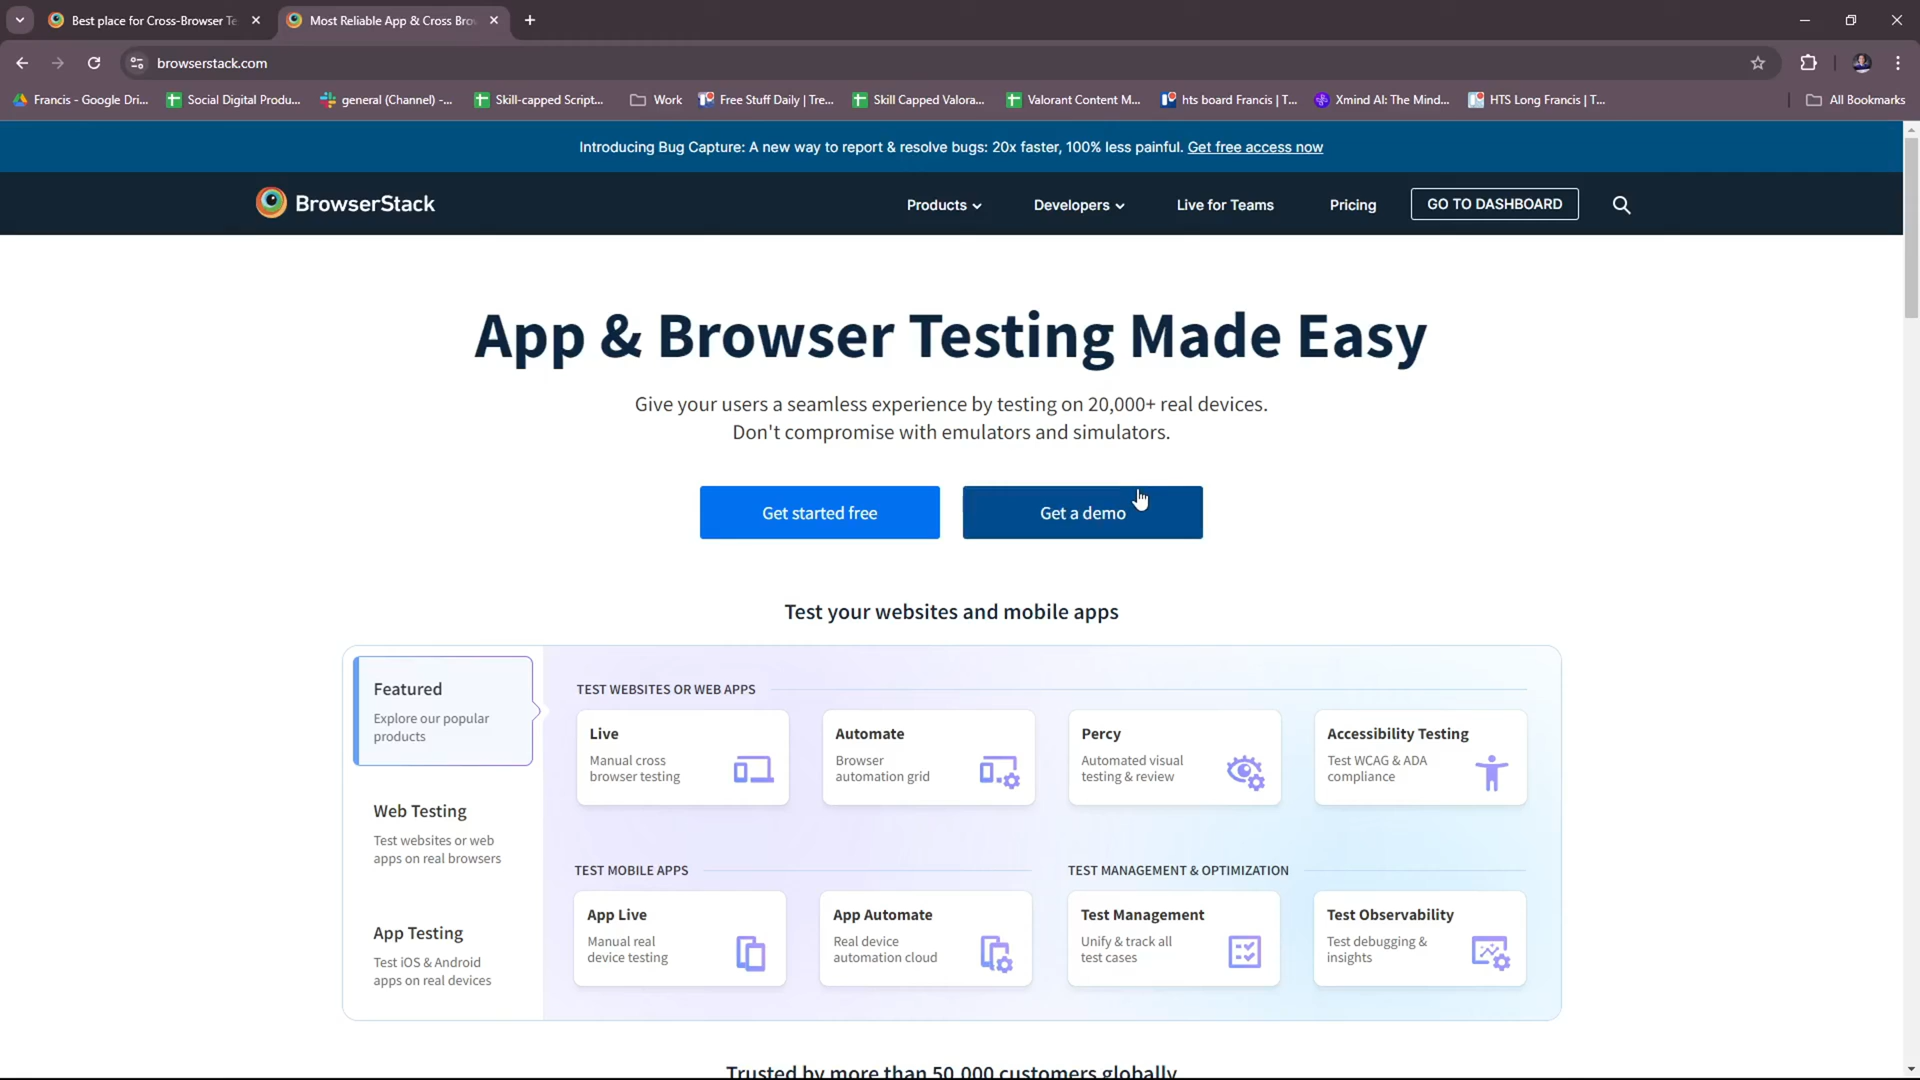 Best place for Cross-Browser Te
Most Reliable App & Cross Bro
browserstack.com
Francis - Google Dri...
Social Digital Produ...
general (Channel) -...
Skill-capped Script...
Work
Free Stuff Daily | Tre...
Skill Capped Valora...
Valorant Content M...
hts board Francis | T...
Xmind AI: The Mind...
HTS Long Francis | T...
All Bookmarks
Introducing Bug Capture: A new way to report & resolve bugs: 20x faster, 100% less painful. Get free access now
BrowserStack
Products
Developers
Live for Teams
Pricing
GO TO DASHBOARD
App & Browser Testing Made Easy
Give your users a seamless experience by testing on 20,000+ real devices.
Don't compromise with emulators and simulators.
Get started free
Get a demo
Test your websites and mobile apps
Featured
Explore our popular
products
Web Testing
Test websites or web
apps on real browsers
App Testing
Test iOS & Android
apps on real devices
TEST WEBSITES OR WEB APPS
Live
Manual cross
browser testing
Automate
Browser
automation grid
Percy
Automated visual
testing & review
Accessibility Testing
Test WCAG & ADA
compliance
TEST MOBILE APPS
App Live
Manual real
device testing
App Automate
Real device
automation cloud
TEST MANAGEMENT & OPTIMIZATION
Test Management
Unify & track all
test cases
Test Observability
Test debugging &
insights
Trusted by more than 50,000 customers globally